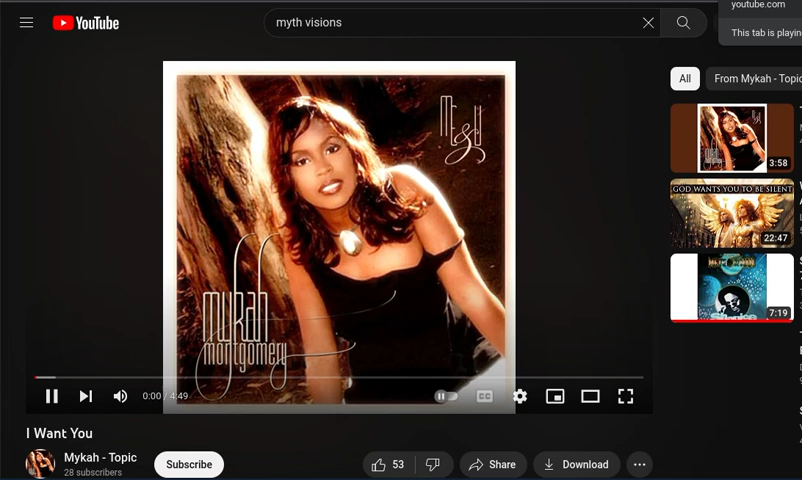 youtube.com
This tab is playin
YouTube
myth visions
All
From Mykah - Topic
mykah
montgomery
3:58
GOD WANTS YOU TO BE SILENT
22:47
7:19
0:00 / 4:49
CC
I Want You
Mykah - Topic
28 subscribers
Subscribe
53
Share
Download